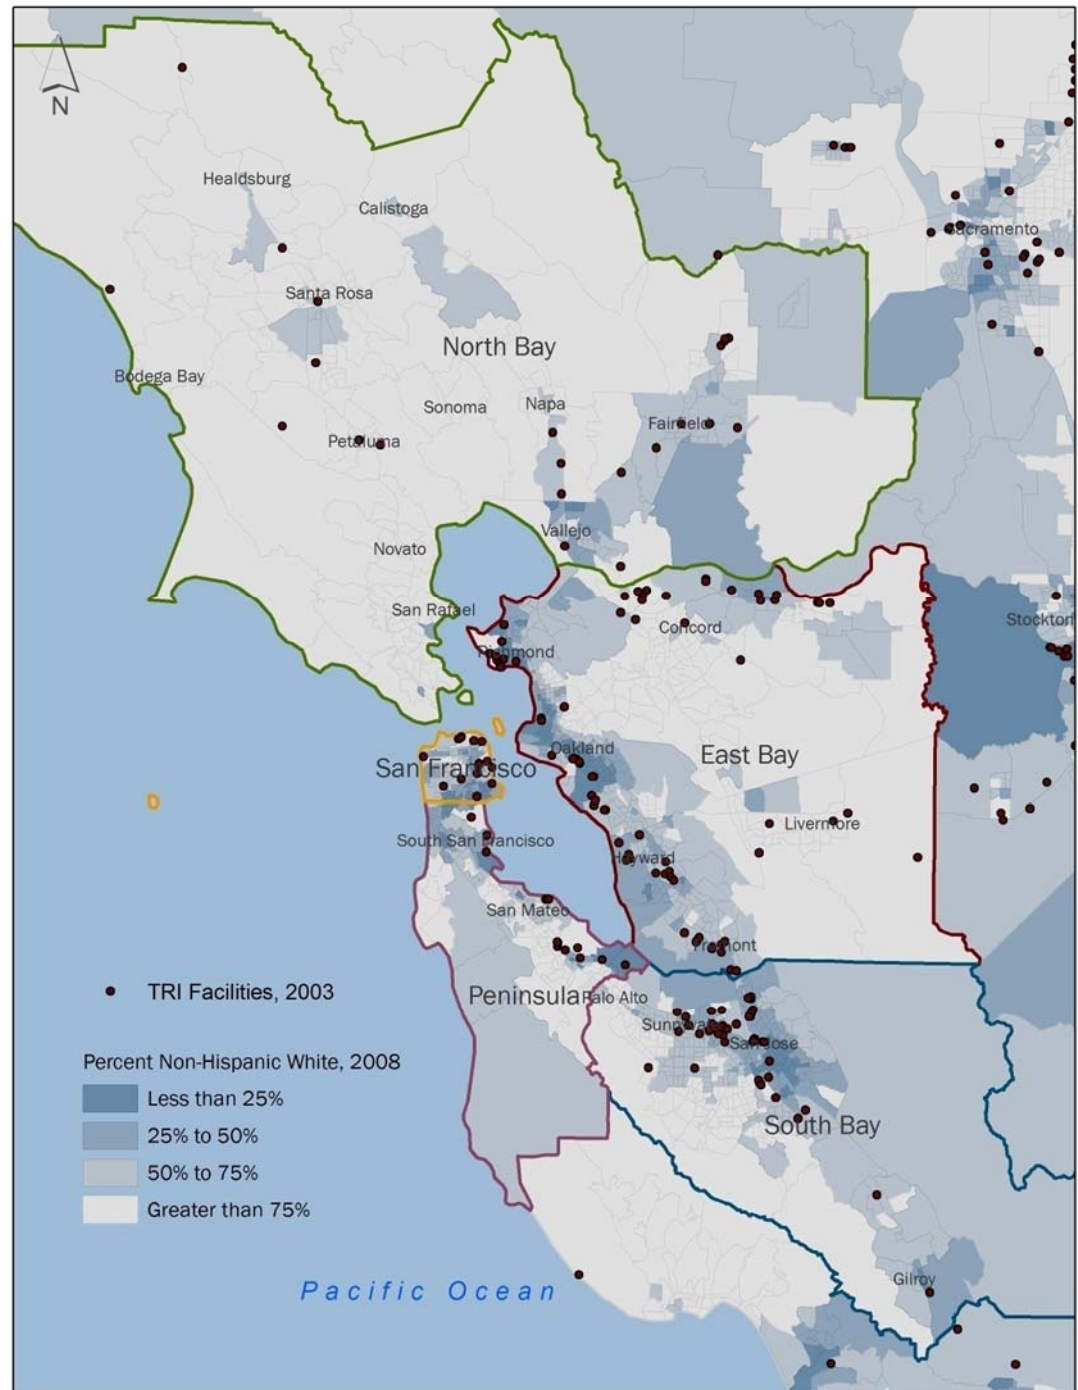 N
Healdsburg
Calistoga
Sacramento
Santa Rosa
North Bay
Bodega Bay
Sonoma
Napa
Fairfield
Petaluma
Vallejo
Novato
San Rafael
Stockton
Concord
Richmond
Oakland
East Bay
San Francisco
Livermore
South San Francisco
Hayward
San Mateo
Fremont
TRI Facilities, 2003
Peninsula
Palo Alto
Sunnyvale
San Jose
Percent Non-Hispanic White, 2008
Less than 25%
25% to 50%
50% to 75%
Greater than 75%
South Bay
Gilroy
Pacific Ocean